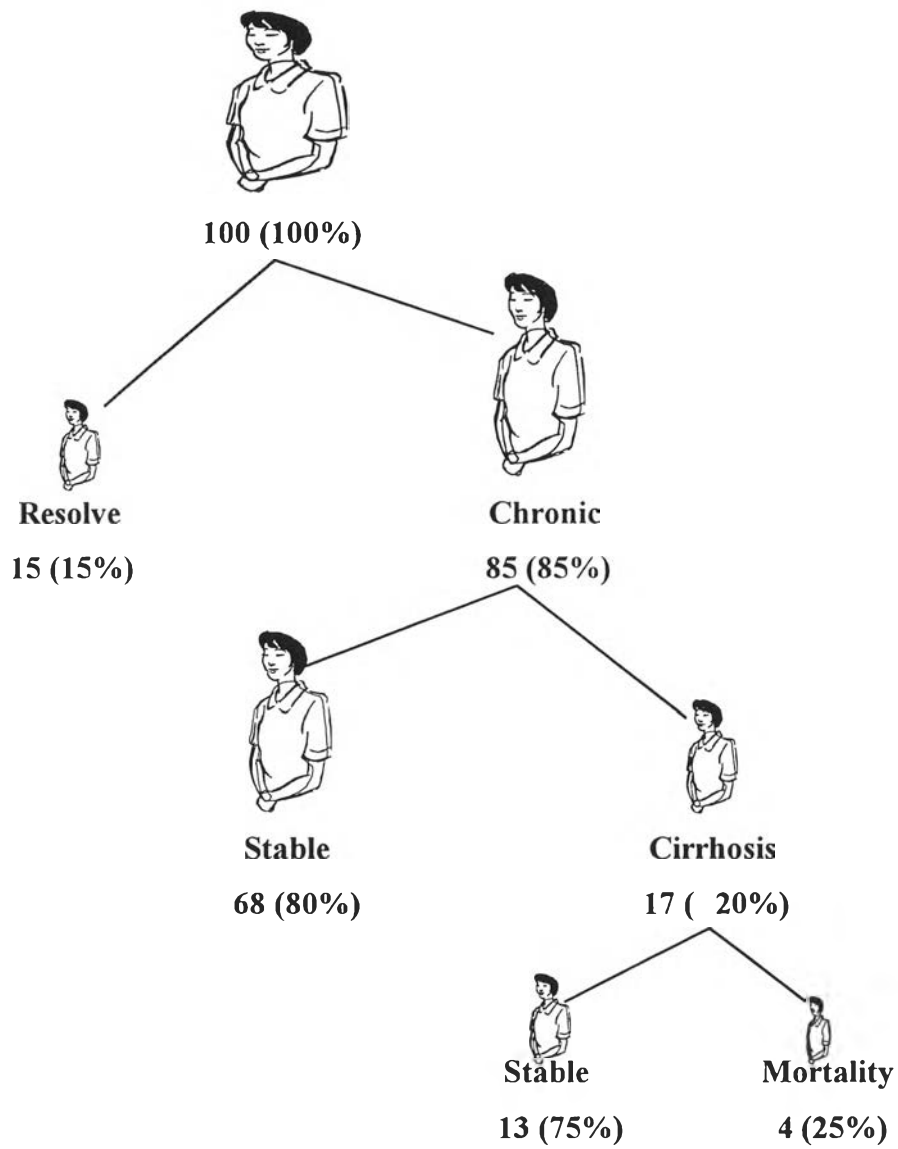 100 (100%)
Resolve
15 (15%)
Chronic
85 (85%)
Stable
68 (80%)
Cirrhosis
17 ( 20%)
Stable
13 (75%)
Mortality
4 (25%)